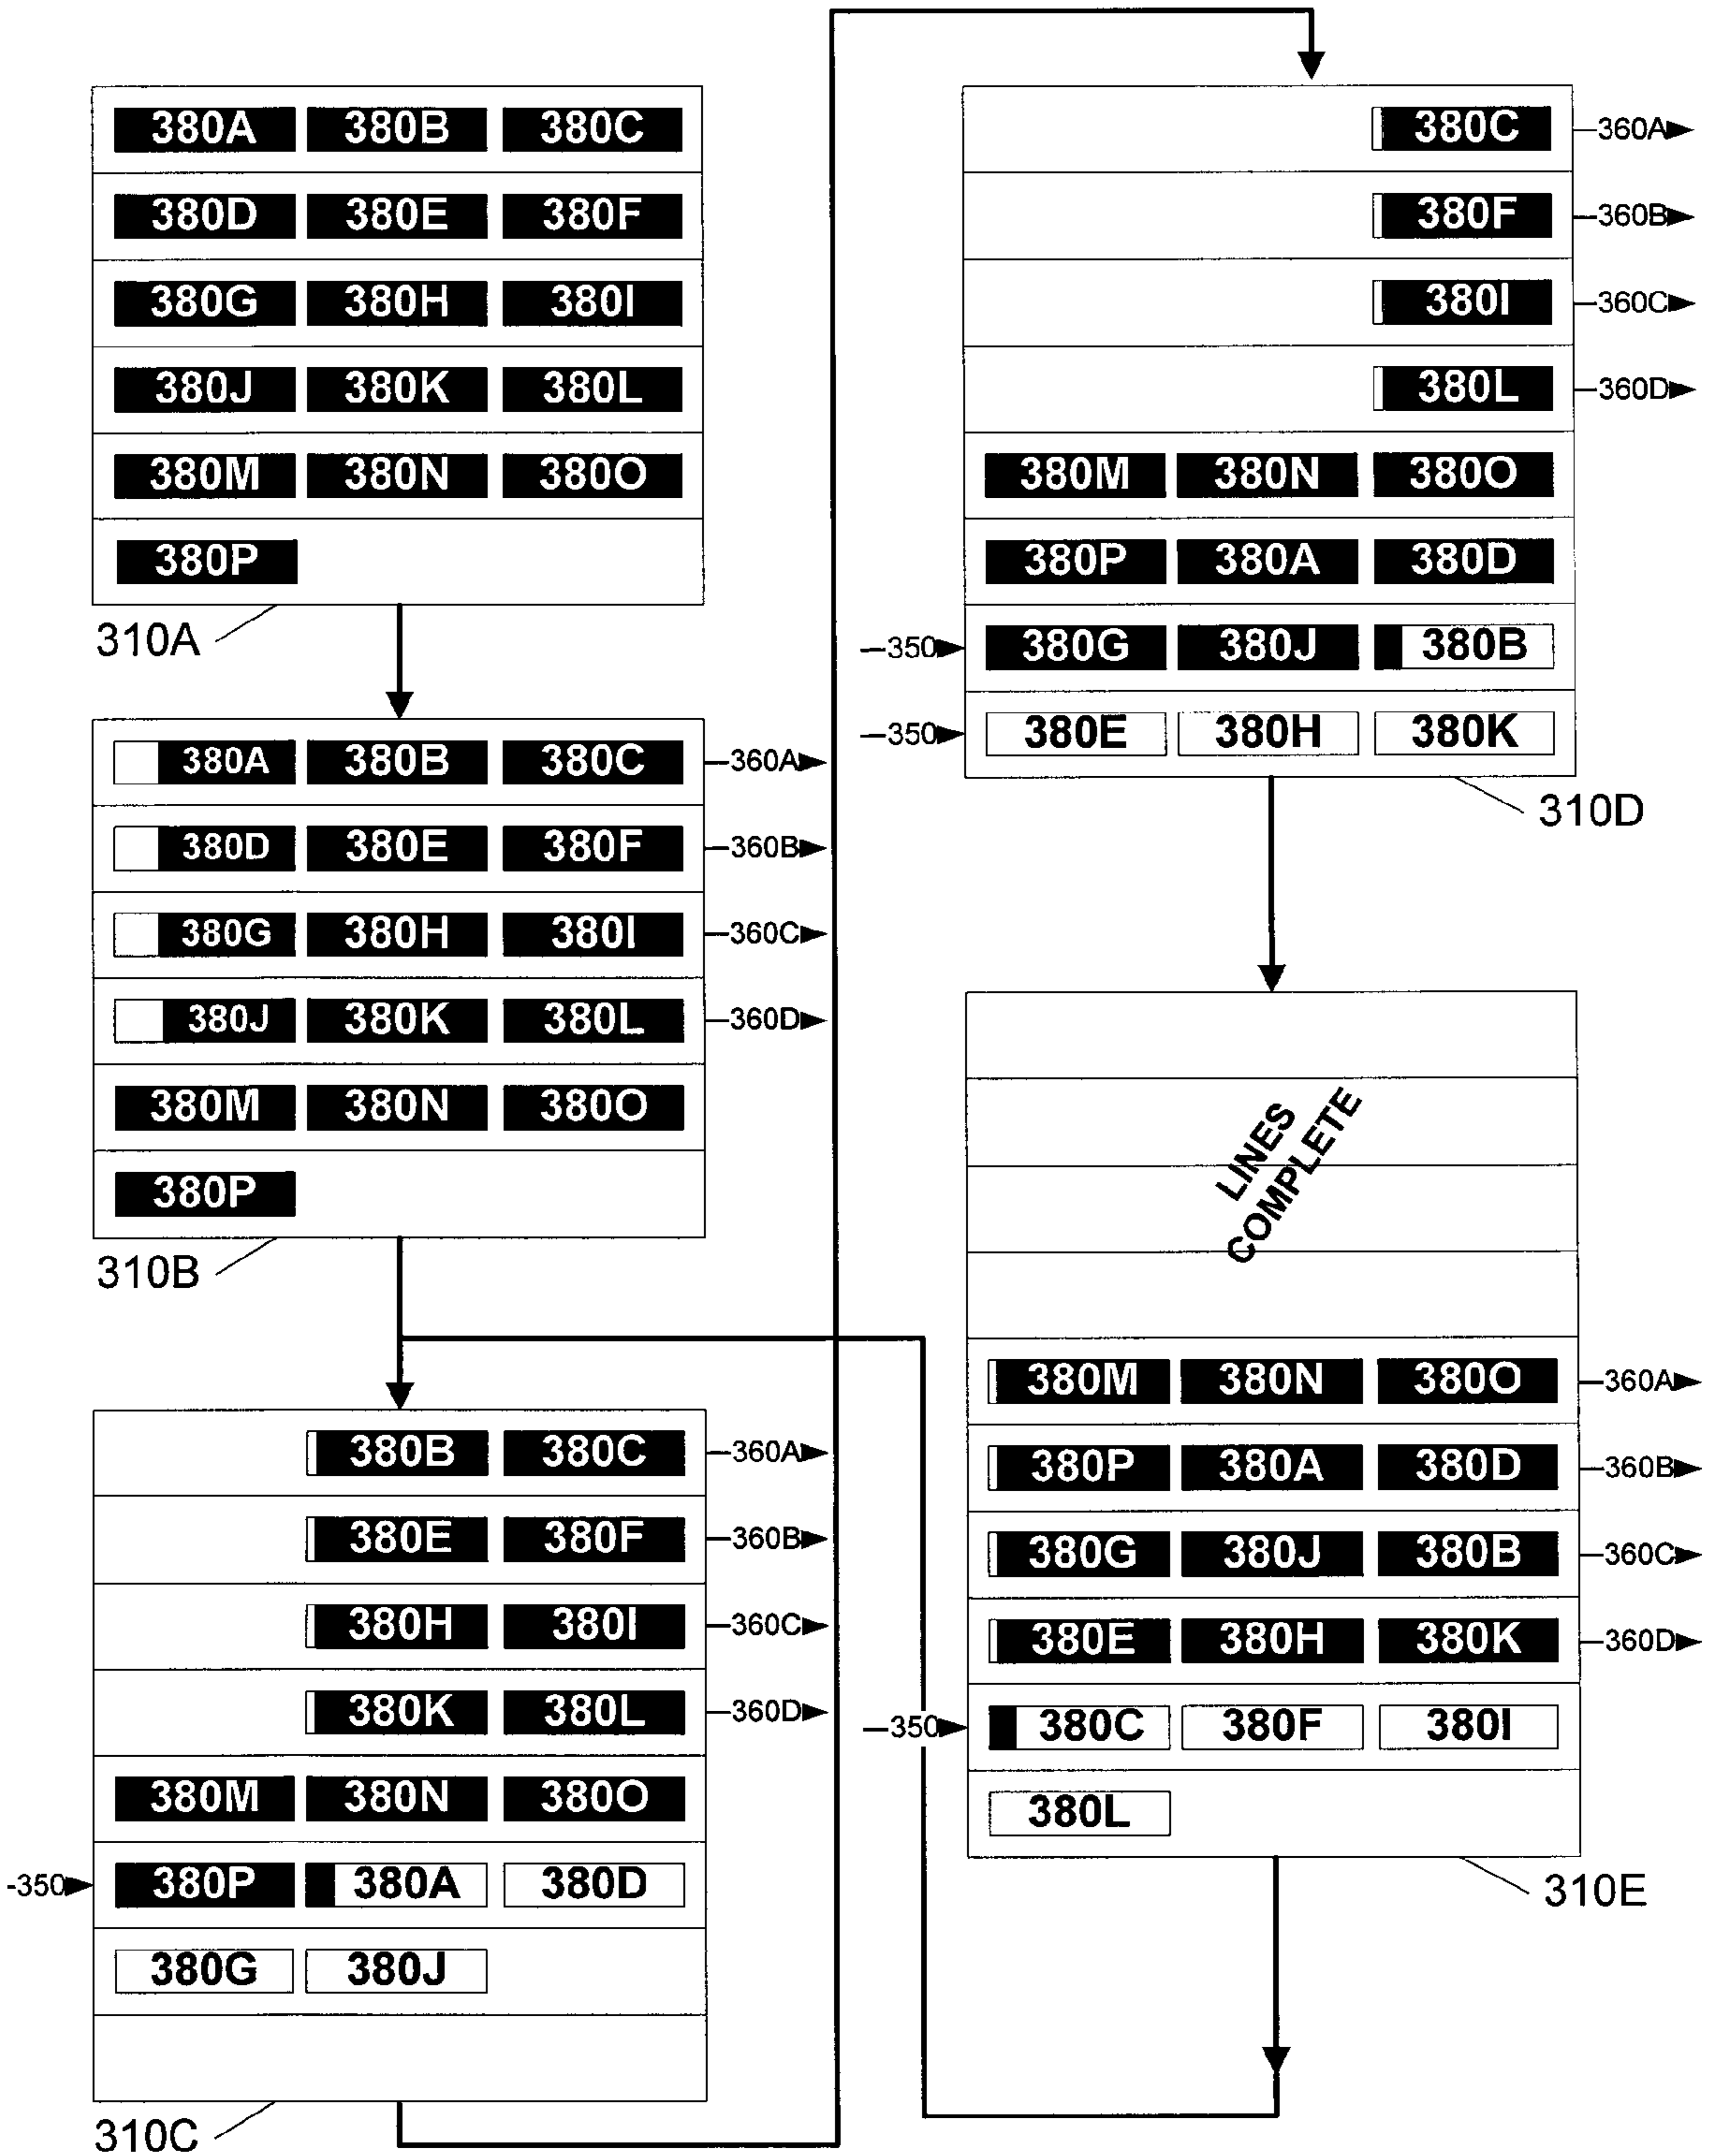 380A 380B 380C
380D 380E 380F
380G 380H 380I
380J 380K 380L
380M 380N 380O
380P
310A
380A 380B 380C 360A
380D 380E 380F 360B
380G 380H 380I 360C
380J 380K 380L 360D
380M 380N 380O
380P
310B
380B 380C 360A
380E 380F 360B
380H 380I 360C
380K 380L 360D
380M 380N 380O
350 380P 380A 380D
380G 380J
310C
380C 360A
380F 360B
380I 360C
380L 360D
380M 380N 380O
380P 380A 380D
350 380G 380J 380B
350 380E 380H 380K
310D
LINES
COMPLETE
380M 380N 380O 360A
380P 380A 380D 360B
380G 380J 380B 360C
380E 380H 380K 360D
350 380C 380F 380I
380L
310E